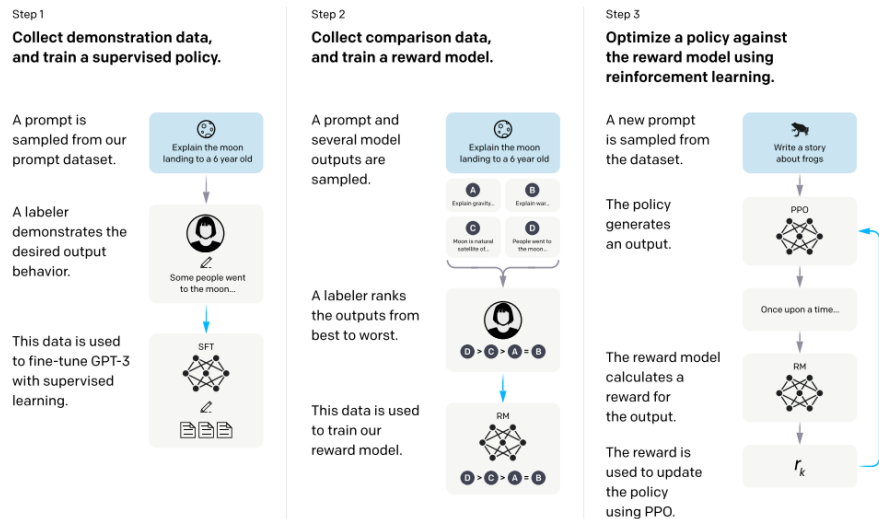 Step 1
Collect demonstration data,
and train a supervised policy.
A prompt is
sampled from our
prompt dataset.
Explain the moon
landing to a 6 year old
A labeler
demonstrates the
desired output
behavior.
Some people went
to the moon...
This data is used
to fine-tune GPT-3
with supervised
learning.
SFT
Step 2
Collect comparison data,
and train a reward model.
A prompt and
several model
outputs are
sampled.
Explain the moon
landing to a 6 year old
A
Explain gravity...
B
Explain war...
C
Moon is natural
satellite of...
D
People went to
the moon...
A labeler ranks
the outputs from
best to worst.
D > C > A = B
This data is used
to train our
reward model.
RM
D > C > A = B
Step 3
Optimize a policy against
the reward model using
reinforcement learning.
A new prompt
is sampled from
the dataset.
Write a story
about frogs
The policy
generates
an output.
PPO
Once upon a time...
The reward model
calculates a
reward for
the output.
RM
The reward is
used to update
the policy
using PPO.
rₖ